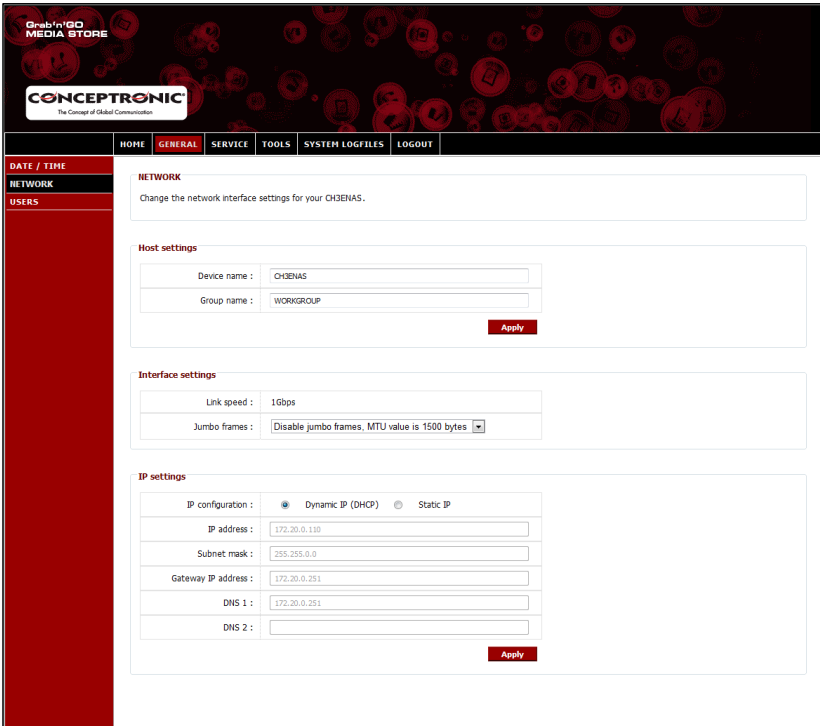 Grab'n'GO
MEDIA STORE
CONCEPTRONIC
The Concept of Global Communication
HOME GENERAL SERVICE TOOLS SYSTEM LOGFILES LOGOUT
DATE / TIME
NETWORK
USERS
NETWORK
Change the network interface settings for your CH3ENAS.
Host settings
Device name : CH3ENAS
Group name : WORKGROUP
Apply
Interface settings
Link speed : 1Gbps
Jumbo frames : Disable jumbo frames, MTU value is 1500 bytes
IP settings
IP configuration : Dynamic IP (DHCP) Static IP
IP address : 172.20.0.110
Subnet mask : 255.255.0.0
Gateway IP address : 172.20.0.251
DNS 1 : 172.20.0.251
DNS 2 :
Apply